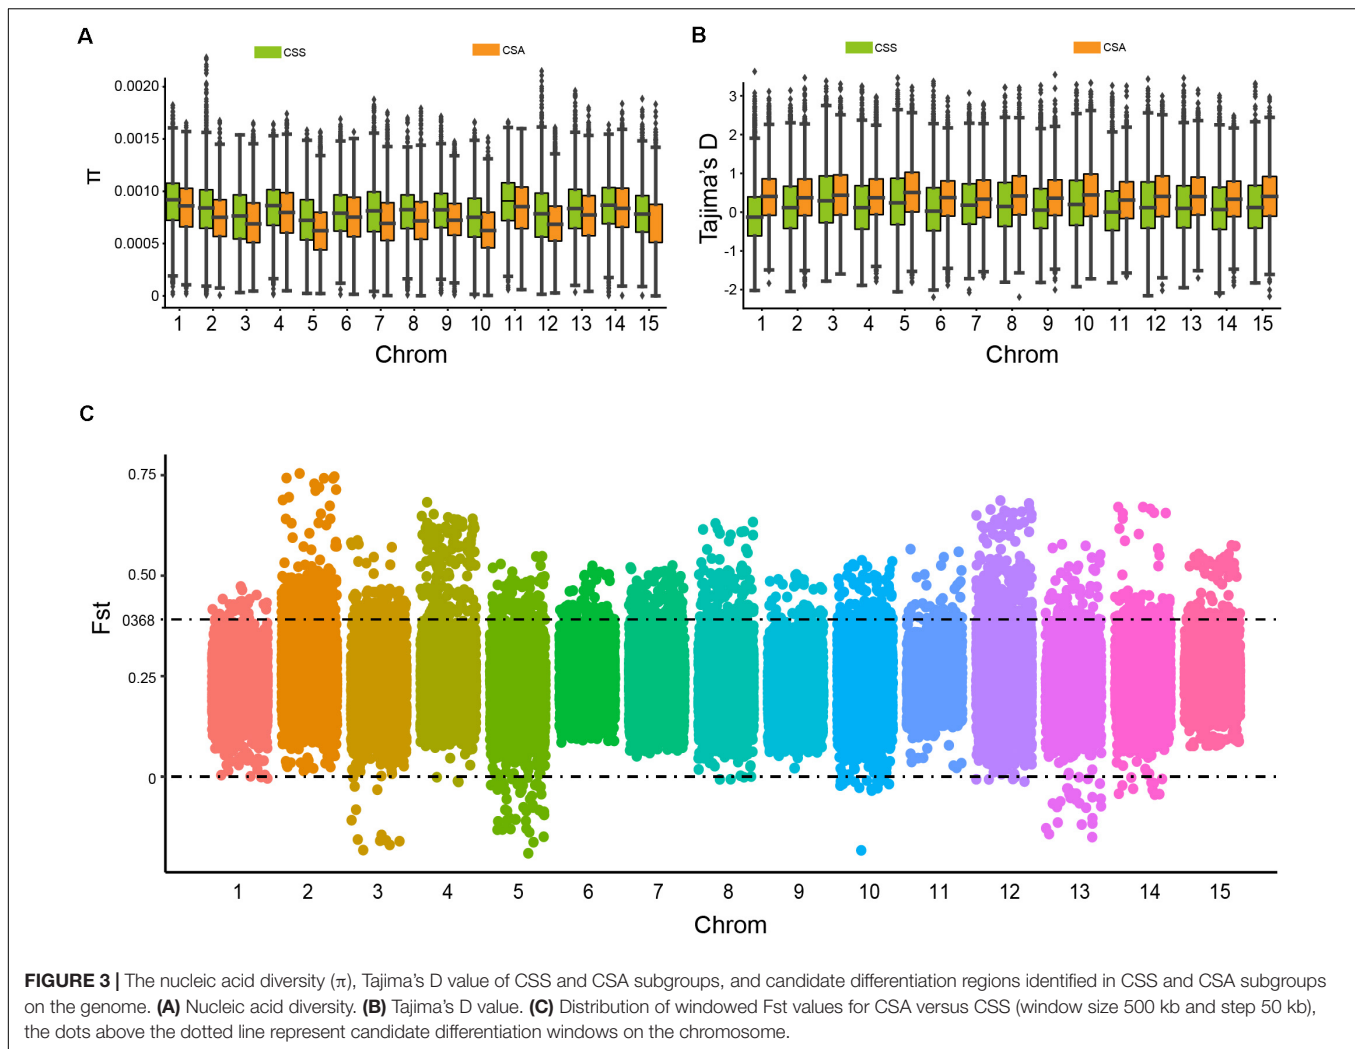 A
CSS
CSA
0.0020
0.0015
0.0010
0.0005
0
π
1 2 3 4 5 6 7 8 9 10 11 12 13 14 15
Chrom
B
CSS
CSA
3
2
1
0
-1
-2
Tajima's D
1 2 3 4 5 6 7 8 9 10 11 12 13 14 15
Chrom
C
0.75
0.50
0368
0.25
0
Fst
1 2 3 4 5 6 7 8 9 10 11 12 13 14 15
Chrom
FIGURE 3 | The nucleic acid diversity (π), Tajima's D value of CSS and CSA subgroups, and candidate differentiation regions identified in CSS and CSA subgroups
on the genome. (A) Nucleic acid diversity. (B) Tajima's D value. (C) Distribution of windowed Fst values for CSA versus CSS (window size 500 kb and step 50 kb),
the dots above the dotted line represent candidate differentiation windows on the chromosome.